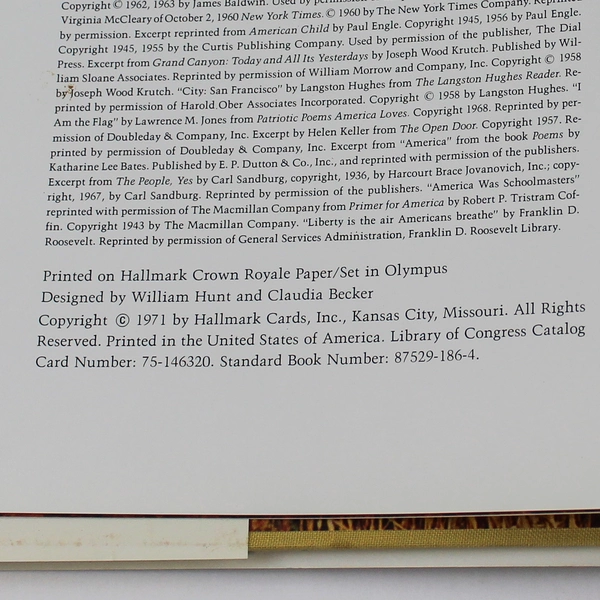 Copyright © 1962, 1963 by James Baldwin. Used by permission
Virginia McCleary of October 2, 1960 New York Times. © 1960 by The New York Times Company. Reprinted
by permission. Excerpt reprinted from American Child by Paul Engle. Copyright 1945, 1956 by Paul Engle.
Copyright 1945, 1955 by the Curtis Publishing Company. Used by permission of the publisher, The Dial
Press. Excerpt from Grand Canyon: Today and All Its Yesterdays by Joseph Wood Krutch. Published by Wil-
liam Sloane Associates. Reprinted by permission of William Morrow and Company, Inc. Copyright © 1958
by Joseph Wood Krutch. "City: San Francisco" by Langston Hughes from The Langston Hughes Reader. Re-
printed by permission of Harold Ober Associates Incorporated. Copyright © 1958 by Langston Hughes. "I
Am the Flag" by Lawrence M. Jones from Patriotic Poems America Loves. Copyright 1968. Reprinted by per-
mission of Doubleday & Company, Inc. Excerpt by Helen Keller from The Open Door. Copyright 1957. Re-
printed by permission of Doubleday & Company, Inc. Excerpt from "America" from the book Poems by
Katharine Lee Bates. Published by E. P. Dutton & Co., Inc., and reprinted with permission of the publishers.
Excerpt from The People, Yes by Carl Sandburg, copyright, 1936, by Harcourt Brace Jovanovich, Inc.; copy-
right, 1967, by Carl Sandburg. Reprinted by permission of the publishers. "America Was Schoolmasters"
reprinted with permission of The Macmillan Company from Primer for America by Robert P. Tristram Cof-
fin. Copyright 1943 by The Macmillan Company. "Liberty is the air Americans breathe" by Franklin D.
Roosevelt. Reprinted by permission of General Services Administration, Franklin D. Roosevelt Library.
Printed on Hallmark Crown Royale Paper/Set in Olympus
Designed by William Hunt and Claudia Becker
Copyright © 1971 by Hallmark Cards, Inc., Kansas City, Missouri. All Rights
Reserved. Printed in the United States of America. Library of Congress Catalog
Card Number: 75-146320. Standard Book Number: 87529-186-4.